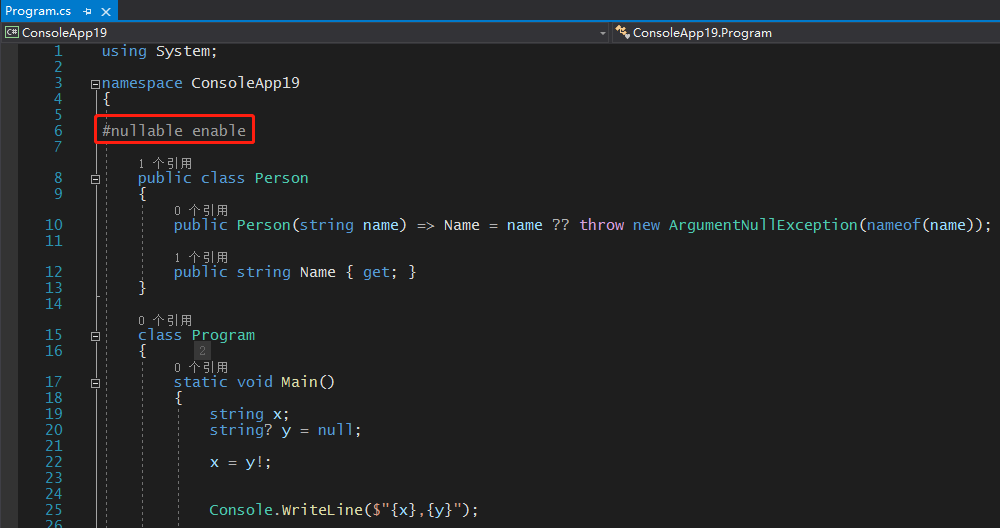 Program.cs
ConsoleApp19
ConsoleApp19.Program
1 using System;
2
3 namespace ConsoleApp19
4 {
5
6 #nullable enable
7
1 个引用
8 public class Person
9 {
0 个引用
10 public Person(string name) => Name = name ?? throw new ArgumentNullException(nameof(name));
11
1 个引用
12 public string Name { get; }
13 }
14
0 个引用
15 class Program
16 { 2
0 个引用
17 static void Main()
18 {
19 string x;
20 string? y = null;
21
22 x = y!;
23
24
25 Console.WriteLine($"{x},{y}");
26